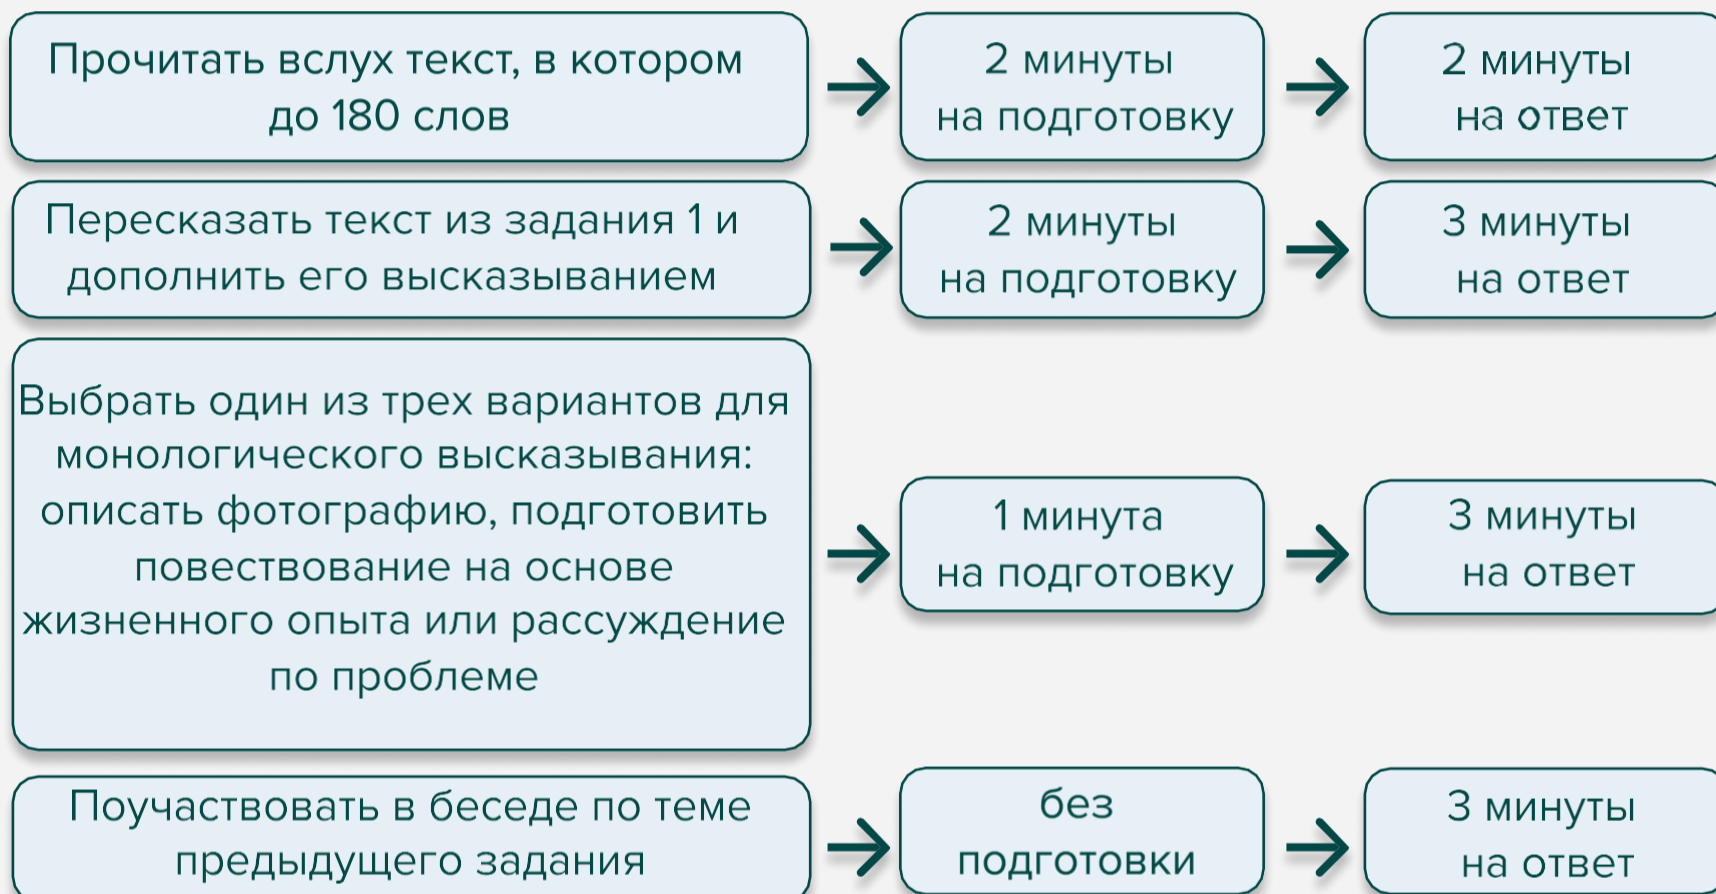 Прочитать вслух текст, в котором
до 180 слов
2 минуты
на подготовку
2 минуты
на ответ
Пересказать текст из задания 1 и
дополнить его высказыванием
2 минуты
на подготовку
3 минуты
на ответ
Выбрать один из трех вариантов для
монологического высказывания:
описать фотографию, подготовить
повествование на основе
жизненного опыта или рассуждение
по проблеме
1 минута
на подготовку
3 минуты
на ответ
Поучаствовать в беседе по теме
предыдущего задания
без
подготовки
3 минуты
на ответ